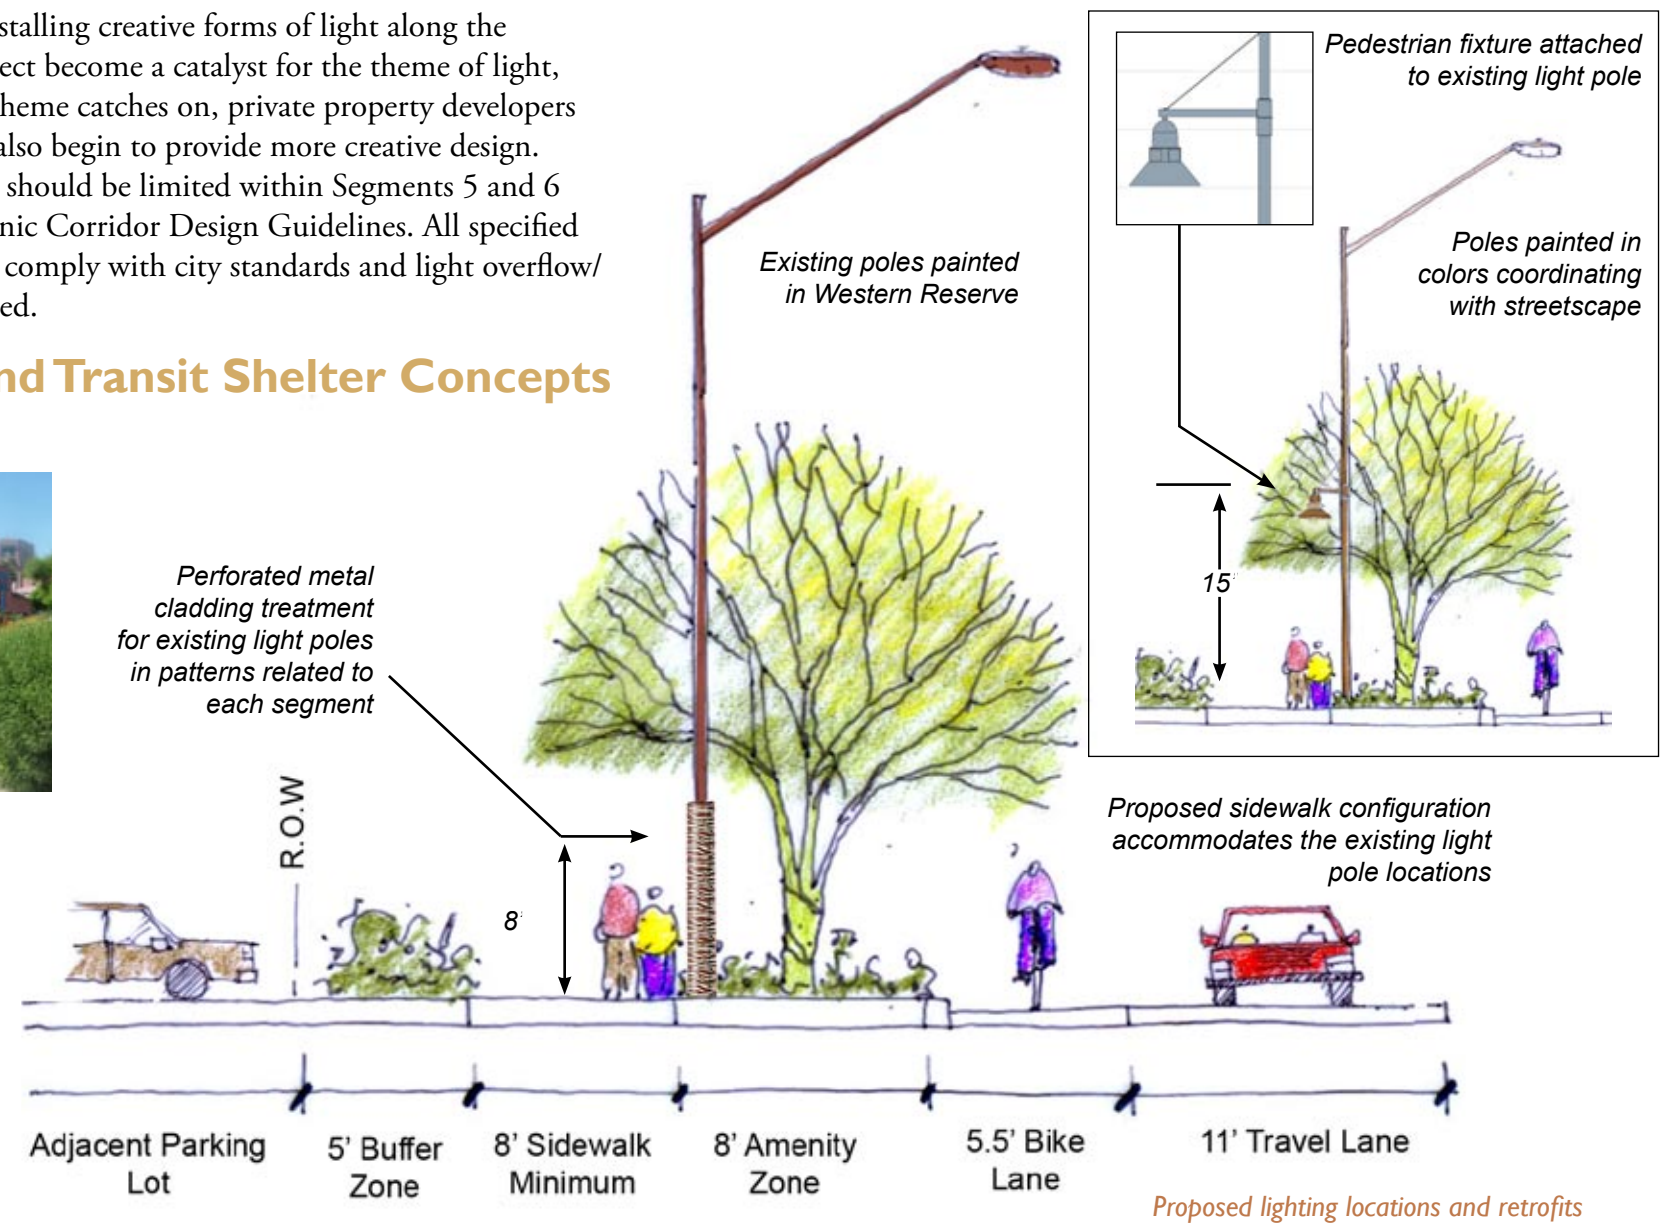 stalling creative forms of light along the
ect become a catalyst for the theme of light,
heme catches on, private property developers
also begin to provide more creative design.
should be limited within Segments 5 and 6
nic Corridor Design Guidelines. All specified
comply with city standards and light overflow/
ed.
nd Transit Shelter Concepts
Pedestrian fixture attached
to existing light pole
Existing poles painted
in Western Reserve
Poles painted in
colors coordinating
with streetscape
15'
Perforated metal
cladding treatment
for existing light poles
in patterns related to
each segment
R.O.W
8'
Proposed sidewalk configuration
accommodates the existing light
pole locations
Adjacent Parking
Lot
5’ Buffer
Zone
8’ Sidewalk
Minimum
8’ Amenity
Zone
5.5’ Bike
Lane
11’ Travel Lane
Proposed lighting locations and retrofits